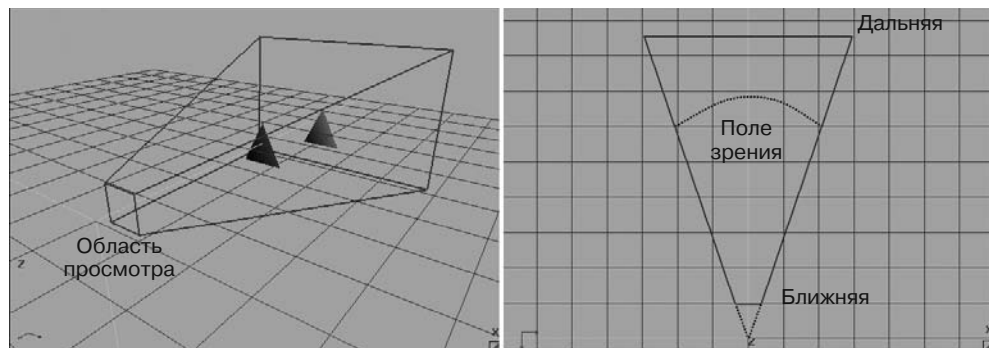 Область
просмотра
z
x
Дальняя
Поле
зрения
Ближняя
z
x